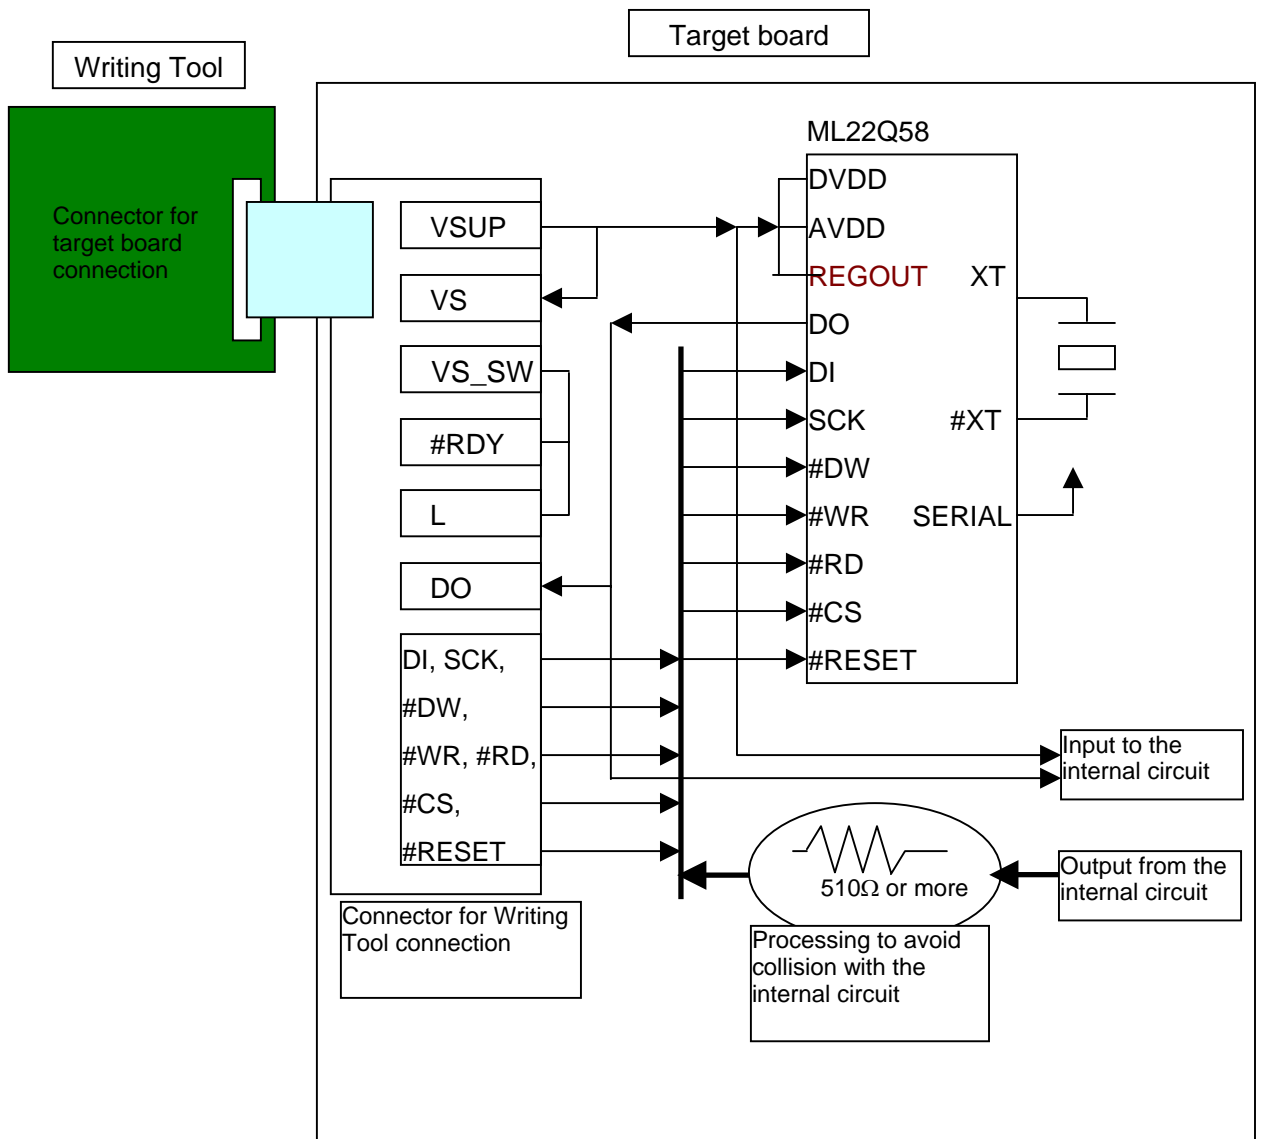 Target board
Writing Tool
Connector for
target board
connection
VSUP
VS
VS_SW
#RDY
L
DO
DI, SCK,
#DW,
#WR, #RD,
#CS,
#RESET
Connector for Writing
Tool connection
ML22Q58
DVDD
AVDD
REGOUT
DO
DI
SCK
#DW
#WR
#RD
#CS
#RESET
XT
#XT
SERIAL
Input to the
internal circuit
510Ω or more
Output from the
internal circuit
Processing to avoid
collision with the
internal circuit